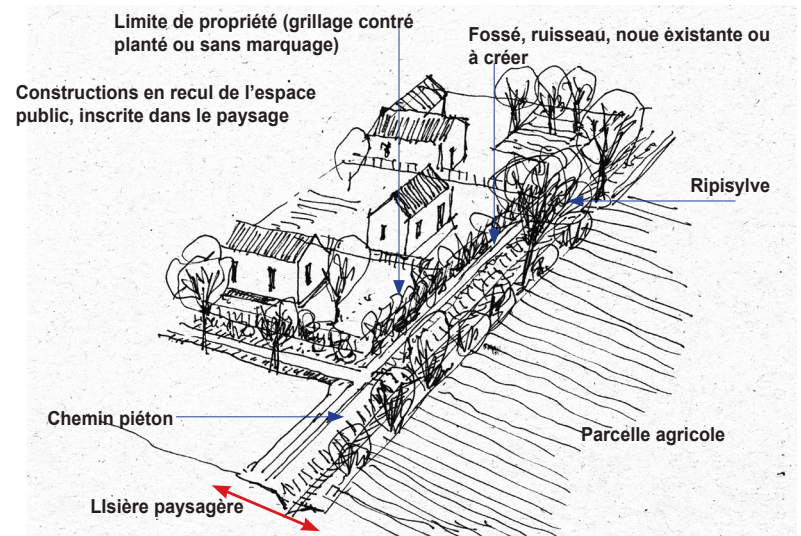 Limite de propriété (grillage contré
planté ou sans marquage)
Fossé, ruisseau, noue existante ou
à créer
Constructions en recul de l'espace
public, inscrite dans le paysage
Ripisylve
Chemin piéton
Parcelle agricole
LIsière paysagère